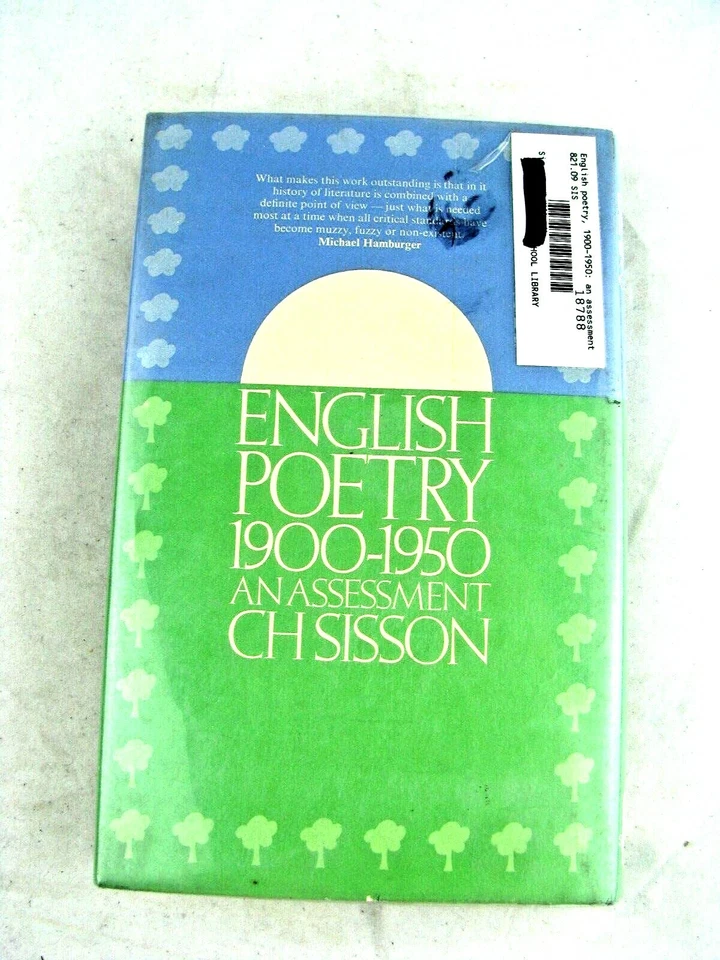 What makes this work outstanding is that in it
history of literature is combined with a
definite point of view — just what is needed
most at a time when all critical standards have
become muzzy, fuzzy or non-existent.
Michael Hamburger
ENGLISH
POETRY
1900-1950
AN ASSESSMENT
CH SISSON
English poetry, 1900-1950: an assessment
821.09 SIS
18788
HOOL LIBRARY